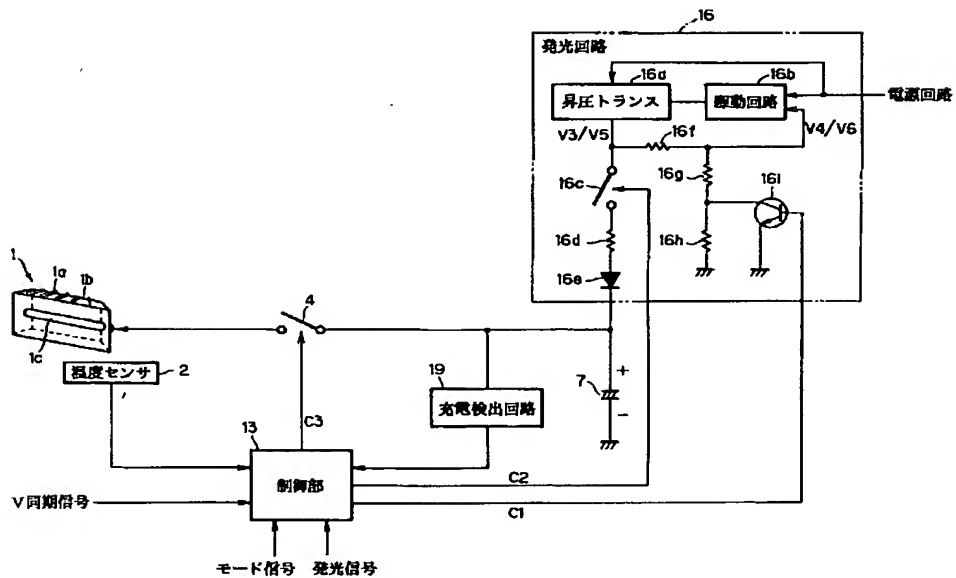 16
発光回路
16a
16b
昇圧トランス
駆動回路
電源回路
V3/V5
16f
V4/V6
16c
16g
16i
16d
16h
16e
1
1a
1b
1c
4
温度センサ
2
19
充電検出回路
7
+
-
C3
13
制御部
C2
V同期信号
C1
モード信号
発光信号